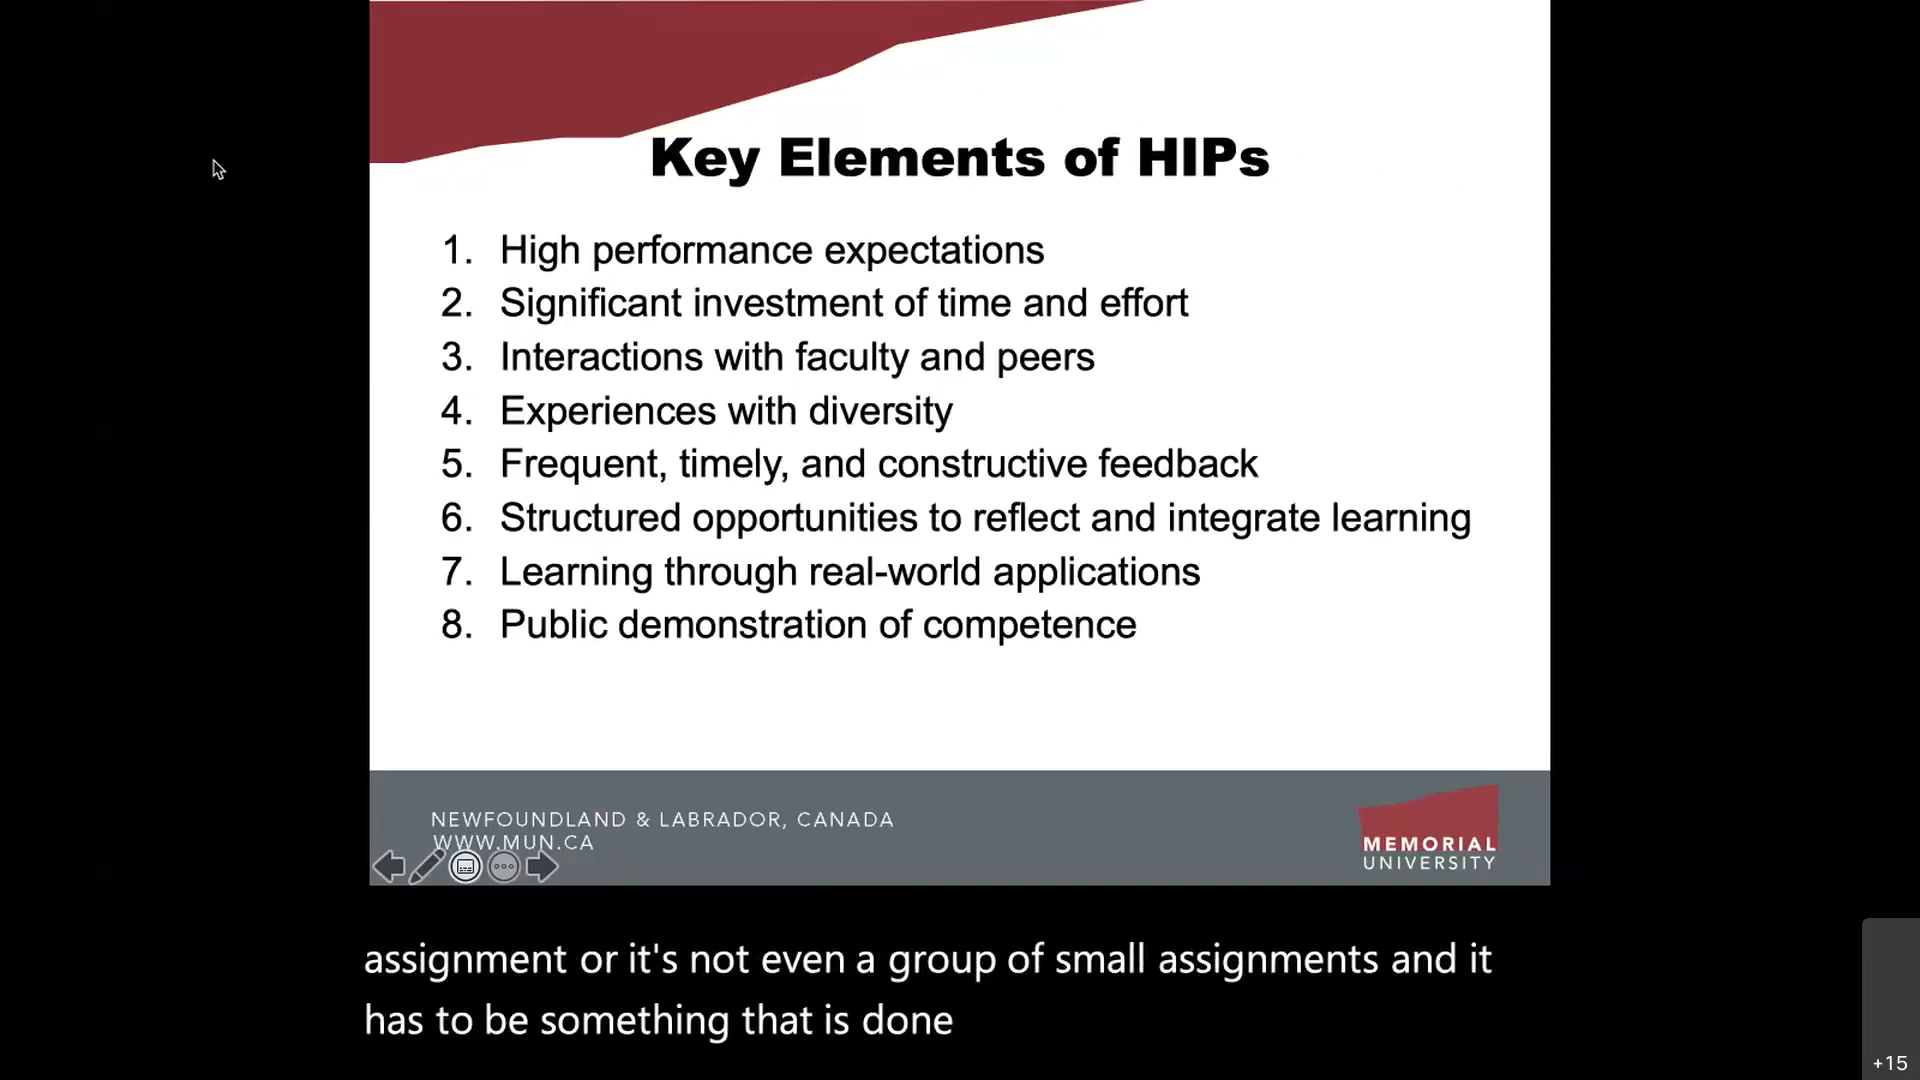 Key Elements of HIPs
1. High performance expectations
2. Significant investment of time and effort
3. Interactions with faculty and peers
4. Experiences with diversity
5. Frequent, timely, and constructive feedback
6. Structured opportunities to reflect and integrate learning
7. Learning through real-world applications
8. Public demonstration of competence
NEWFOUNDLAND & LABRADOR, CANADA
WWW.MUN.CA
MEMORIAL
UNIVERSITY
assignment or it's not even a group of small assignments and it
has to be something that is done
+15